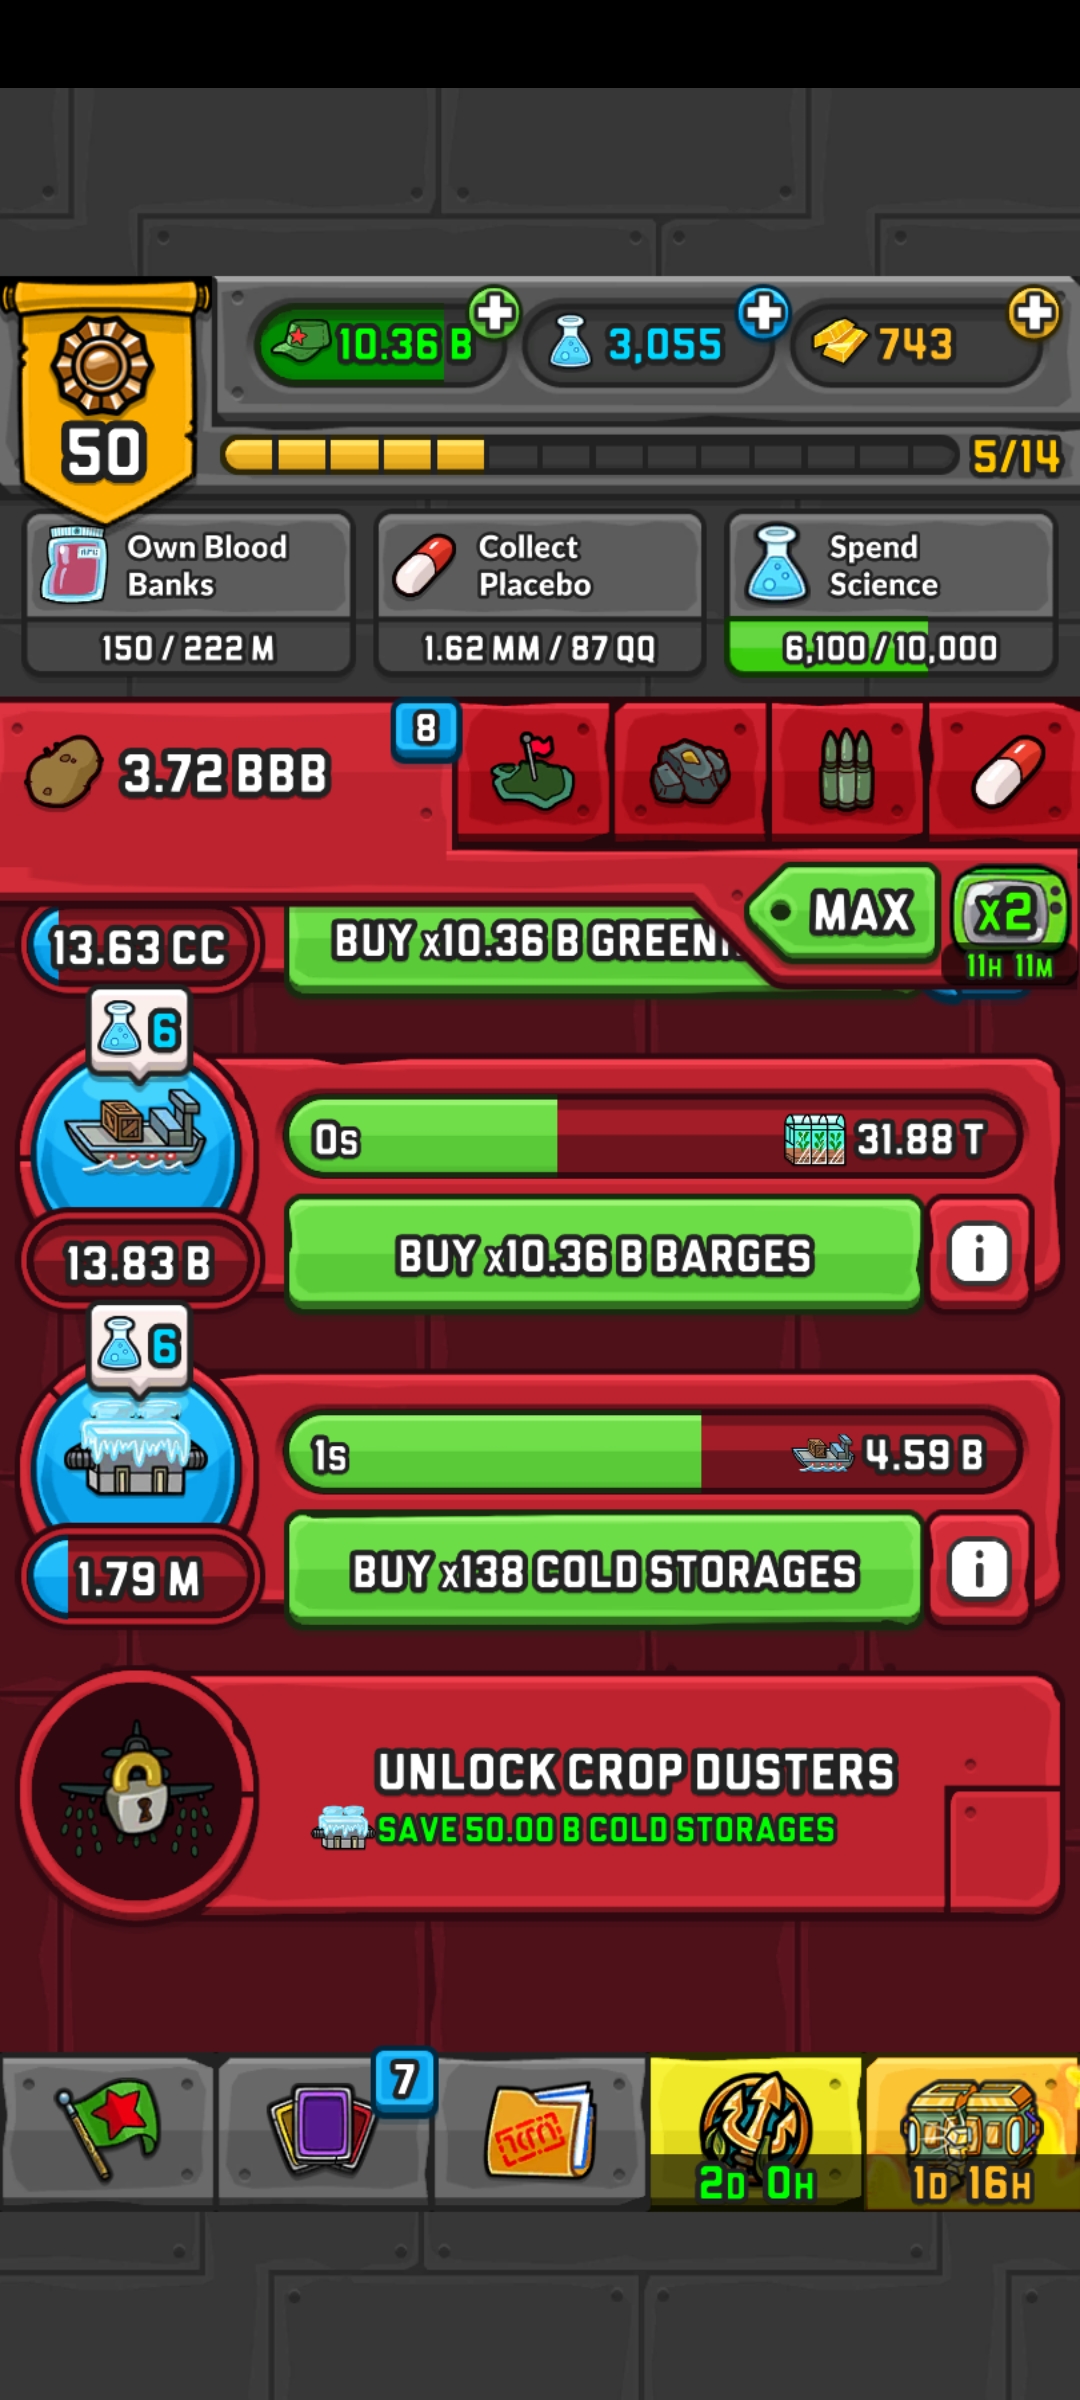 10.36 B
3,055
743
50
5/14
Own Blood
Banks
150 / 222 M
Collect
Placebo
1.62 MM / 87 QQ
Spend
Science
6,100 / 10,000
3.72 BBB
8
MAX
x2
11H 11M
13.63 CC
BUY x10.36 B
6
0s
31.88 T
13.83 B
BUY x10.36 B BARGES
i
6
1s
4.59 B
1.79 M
BUY x138 COLD STORAGES
i
UNLOCK CROP DUSTERS
SAVE 50.00 B COLD STORAGES
7
2D 0H
1D 16H